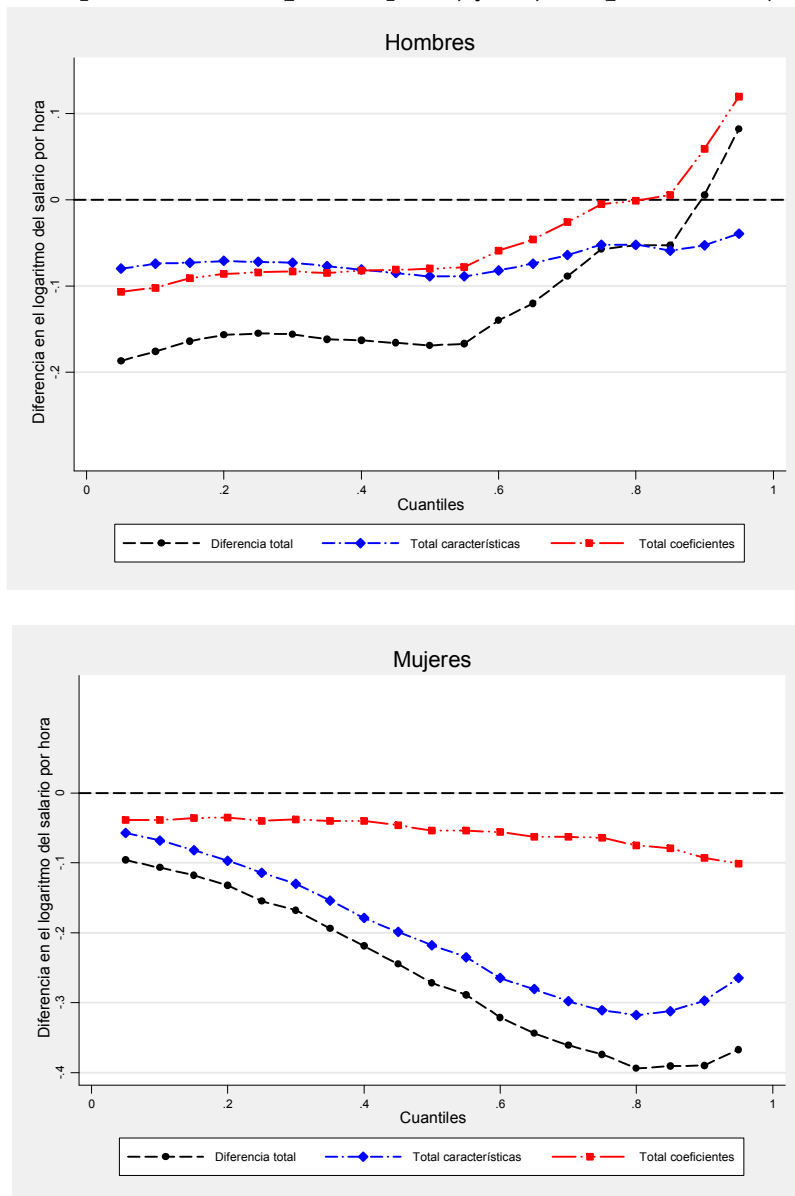 Hombres
Diferencia en el logaritmo del salario por hora
.1
0
-.1
-.2
0 .2 .4 .6 .8 1
Cuantiles
Diferencia total Total características Total coeficientes
Mujeres
Diferencia en el logaritmo del salario por hora
0
-.1
-.2
-.3
-.4
0 .2 .4 .6 .8 1
Cuantiles
Diferencia total Total características Total coeficientes